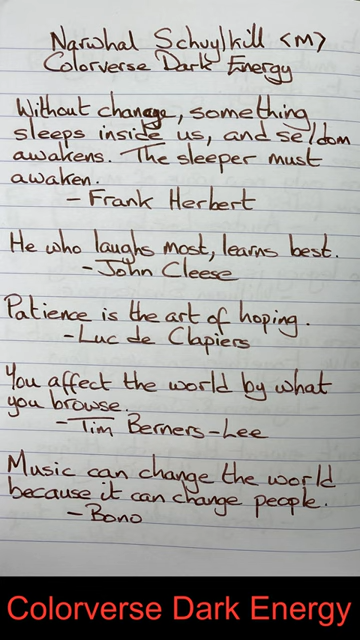 Narwhal Schuylkill <M>
Colorverse Dark Energy
Without change, something
sleeps inside us, and seldom
awakens. The sleeper must
awaken.
- Frank Herbert
He who laughs most, learns best.
- John Cleese
Patience is the art of hoping.
- Luc de Clapiers
You affect the world by what
you browse.
- Tim Berners-Lee
Music can change the world
because it can change people.
- Bono
Colorverse Dark Energy